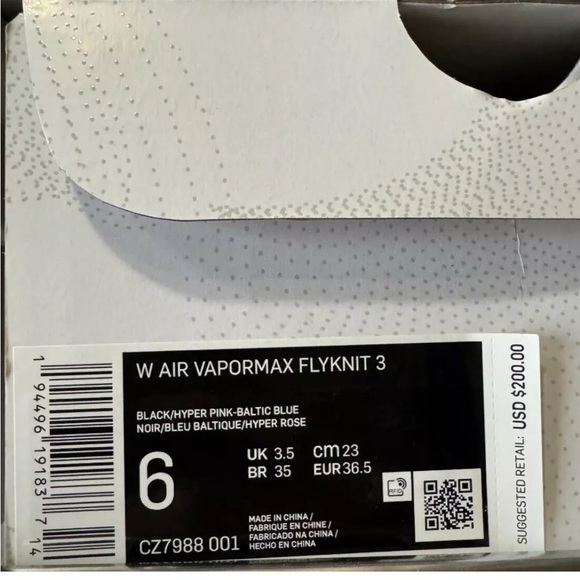 W AIR VAPORMAX FLYKNIT 3
BLACK/HYPER PINK-BALTIC BLUE
NOIR/BLEU BALTIQUE/HYPER ROSE
6
UK 3.5 cm 23
BR 35 EUR 36.5
MADE IN CHINA /
FABRIQUE EN CHINE /
FABRICADO NA CHINA /
HECHO EN CHINA
CZ7988 001
RFID
1 94496 19183 7 14
SUGGESTED RETAIL: USD $200.00